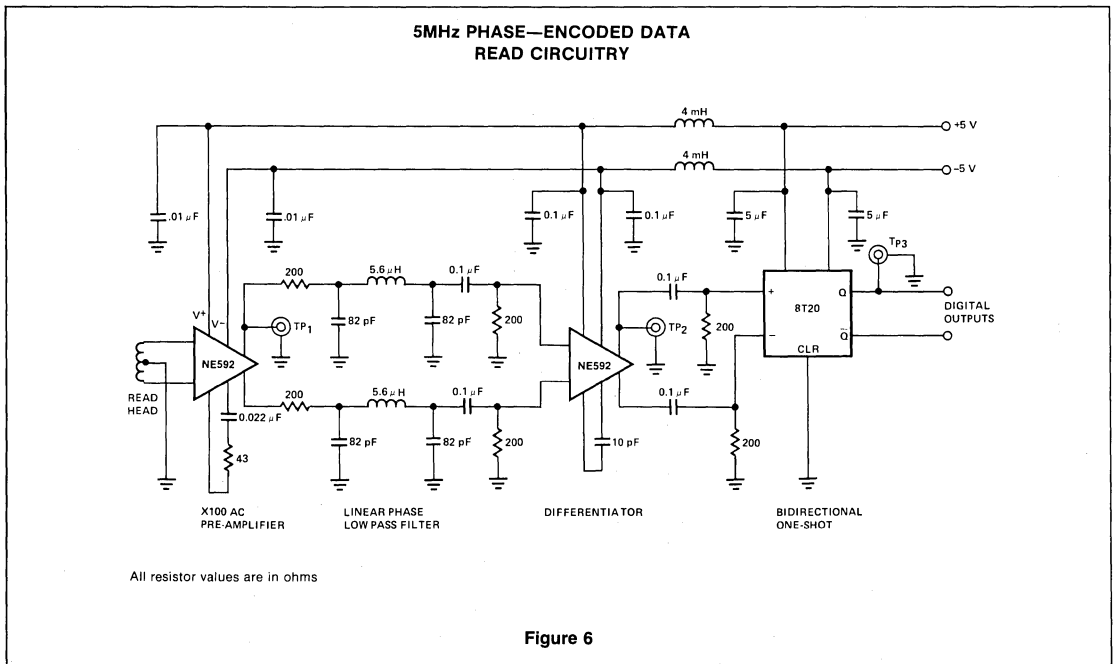 5MHz PHASE—ENCODED DATA
READ CIRCUITRY
4 mH
+5 V
4 mH
–5 V
.01 μF
.01 μF
0.1 μF
0.1 μF
5 μF
5 μF
TP3
200
5.6 μH
0.1 μF
0.1 μF
V+
V–
TP1
82 pF
82 pF
200
TP2
200
+
8T20
Q
DIGITAL
OUTPUTS
–
Q̅
CLR
NE592
NE592
READ
HEAD
200
5.6 μH
0.1 μF
0.1 μF
0.022 μF
82 pF
82 pF
200
10 pF
200
43
X100 AC
PRE-AMPLIFIER
LINEAR PHASE
LOW PASS FILTER
DIFFERENTIATOR
BIDIRECTIONAL
ONE-SHOT
All resistor values are in ohms
Figure 6